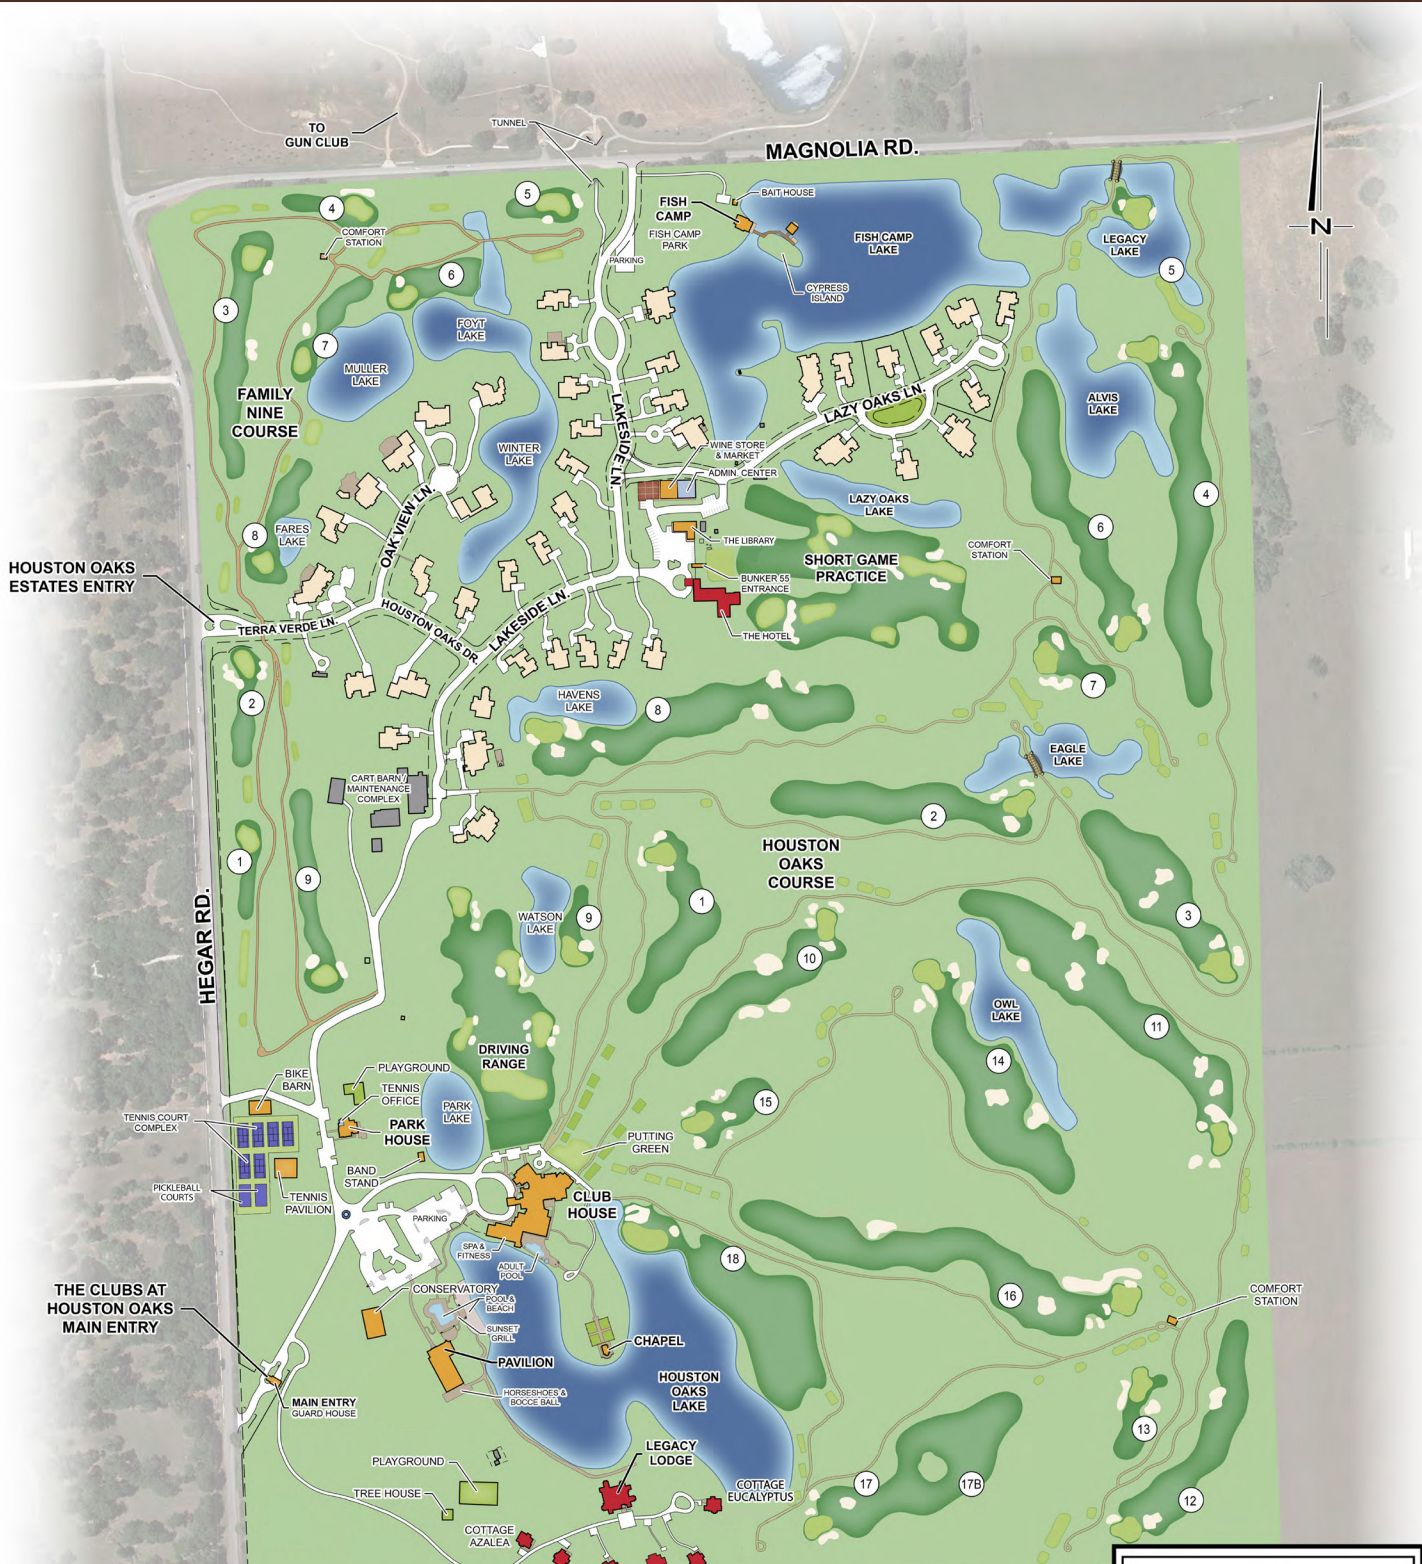 TO
GUN CLUB
TUNNEL
MAGNOLIA RD.
N
4
5
COMFORT
STATION
3
6
7
FISH
CAMP
BAIT HOUSE
FISH CAMP
PARK
PARKING
FISH CAMP
LAKE
CYPRESS
ISLAND
LEGACY
LAKE
5
FOYT
LAKE
MULLER
LAKE
FAMILY
NINE
COURSE
WINTER
LAKE
LAKESIDE LN.
LAZY OAKS LN.
ALVIS
LAKE
WINE STORE
& MARKET
ADMIN. CENTER
OAK VIEW LN.
LAZY OAKS
LAKE
4
6
8
FARES
LAKE
THE LIBRARY
SHORT GAME
PRACTICE
COMFORT
STATION
HOUSTON OAKS
ESTATES ENTRY
BUNKER 55
ENTRANCE
THE HOTEL
TERRA VERDE LN.
HOUSTON OAKS DR.
LAKESIDE LN.
2
HAVENS
LAKE
8
7
EAGLE
LAKE
CART BARN /
MAINTENANCE
COMPLEX
2
HOUSTON
OAKS
COURSE
1
9
HEGAR RD.
WATSON
LAKE
9
1
3
10
OWL
LAKE
11
14
DRIVING
RANGE
BIKE
BARN
PLAYGROUND
TENNIS
OFFICE
PARK
HOUSE
PARK
LAKE
15
TENNIS COURT
COMPLEX
PUTTING
GREEN
BAND
STAND
PICKLEBALL
COURTS
TENNIS
PAVILION
CLUB
HOUSE
PARKING
SPA &
FITNESS
ADULT
POOL
18
THE CLUBS AT
HOUSTON OAKS
MAIN ENTRY
CONSERVATORY
POOL &
BEACH
SUNSET
GRILL
16
COMFORT
STATION
CHAPEL
PAVILION
HOUSTON
OAKS
LAKE
HORSESHOES &
BOCCE BALL
MAIN ENTRY
GUARD HOUSE
13
LEGACY
LODGE
PLAYGROUND
TREE HOUSE
COTTAGE
EUCALYPTUS
17
17B
12
COTTAGE
AZALEA